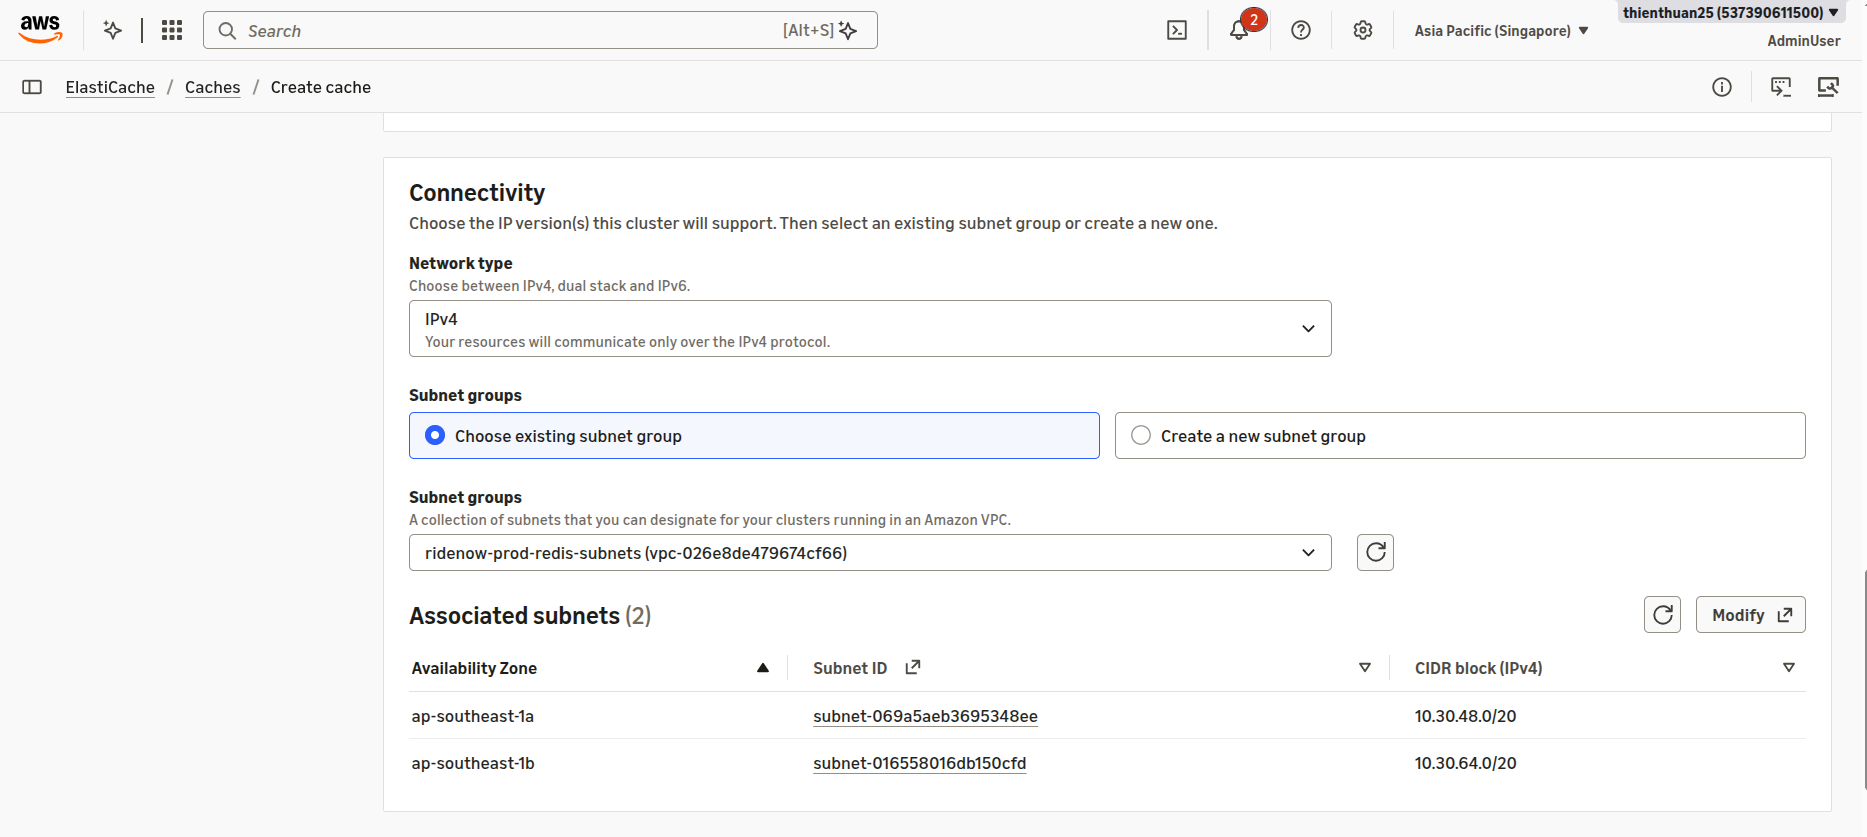 aws
Search [Alt+S]
2
Asia Pacific (Singapore)
thienthuan25 (537390611500)
AdminUser
ElastiCache / Caches / Create cache
Connectivity
Choose the IP version(s) this cluster will support. Then select an existing subnet group or create a new one.
Network type
Choose between IPv4, dual stack and IPv6.
IPv4
Your resources will communicate only over the IPv4 protocol.
Subnet groups
Choose existing subnet group
Create a new subnet group
Subnet groups
A collection of subnets that you can designate for your clusters running in an Amazon VPC.
ridenow-prod-redis-subnets (vpc-026e8de479674cf66)
Associated subnets (2)
Modify
Availability Zone Subnet ID CIDR block (IPv4)
ap-southeast-1a subnet-069a5aeb3695348ee 10.30.48.0/20
ap-southeast-1b subnet-016558016db150cfd 10.30.64.0/20